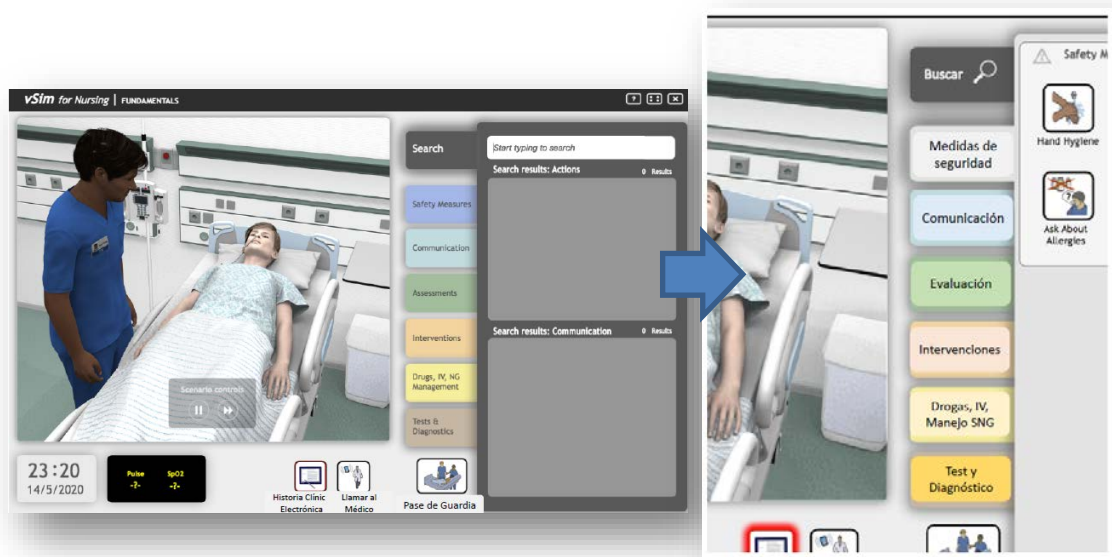 vSim for Nursing | FUNDAMENTALS
?
Search
Start typing to search
Search results: Actions 0 Results
Safety Measures
Communication
Assessments
Search results: Communication 0 Results
Interventions
Drugs, IV, NG
Management
Tests &
Diagnostics
Scenario controls
23:20
14/5/2020
Pulse SpO2
-?- -?-
Historia Clínic
Electrónica
Llamar al
Médico
Pase de Guardia
Buscar
Medidas de
seguridad
Comunicación
Evaluación
Intervenciones
Drogas, IV,
Manejo SNG
Test y
Diagnóstico
Safety M
Hand Hygiene
Ask About
Allergies